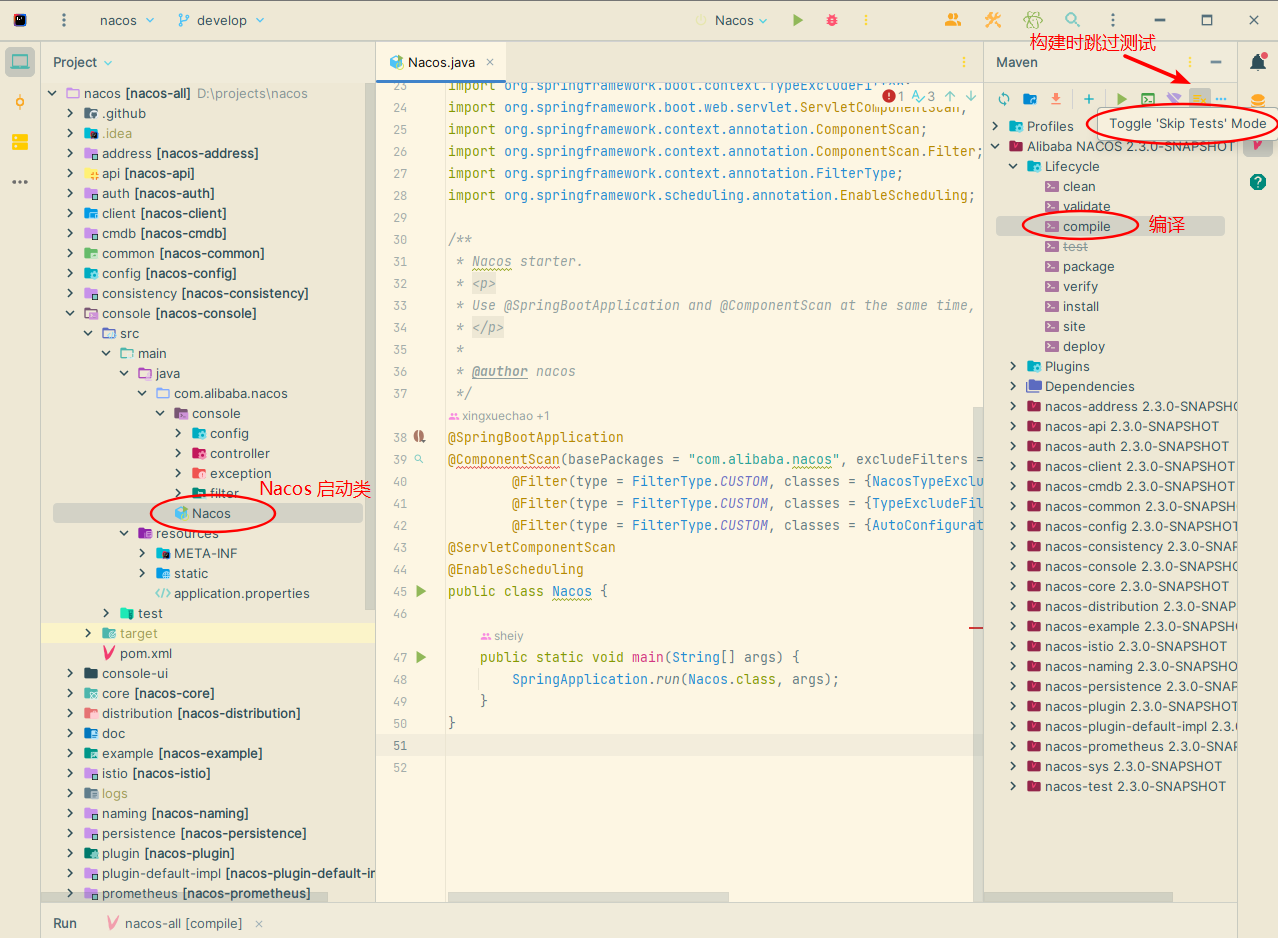 nacos
develop
Nacos
构建时跳过测试
Project
Nacos.java
Maven
nacos [nacos-all] D:\projects\nacos
.github
.idea
address [nacos-address]
api [nacos-api]
auth [nacos-auth]
client [nacos-client]
cmdb [nacos-cmdb]
common [nacos-common]
config [nacos-config]
consistency [nacos-consistency]
console [nacos-console]
src
main
java
com.alibaba.nacos
console
config
controller
exception
filter
Nacos 启动类
Nacos
resources
META-INF
static
application.properties
test
target
pom.xml
console-ui
core [nacos-core]
distribution [nacos-distribution]
doc
example [nacos-example]
istio [nacos-istio]
logs
naming [nacos-naming]
persistence [nacos-persistence]
plugin [nacos-plugin]
plugin-default-impl [nacos-plugin-default-ir
prometheus [nacos-prometheus]
1 3
23 import org.springframework.boot.context.TypeExcludeFi
24 import org.springframework.boot.web.servlet.ServletComponentScan;
25 import org.springframework.context.annotation.ComponentScan;
26 import org.springframework.context.annotation.ComponentScan.Filter;
27 import org.springframework.context.annotation.FilterType;
28 import org.springframework.scheduling.annotation.EnableScheduling;
29
30 /**
31 * Nacos starter.
32 * <p>
33 * Use @SpringBootApplication and @ComponentScan at the same time,
34 * </p>
35 *
36 * @author nacos
37 */
xingxuechao +1
38 @SpringBootApplication
39 @ComponentScan(basePackages = "com.alibaba.nacos", excludeFilters =
40 @Filter(type = FilterType.CUSTOM, classes = {NacosTypeExclu
41 @Filter(type = FilterType.CUSTOM, classes = {TypeExcludeFil
42 @Filter(type = FilterType.CUSTOM, classes = {AutoConfigurat
43 @ServletComponentScan
44 @EnableScheduling
45 public class Nacos {
46
sheiy
47 public static void main(String[] args) {
48 SpringApplication.run(Nacos.class, args);
49 }
50 }
51
52
Toggle 'Skip Tests' Mode
Profiles
Alibaba NACOS 2.3.0-SNAPSHOT
Lifecycle
clean
validate
compile
编译
test
package
verify
install
site
deploy
Plugins
Dependencies
nacos-address 2.3.0-SNAPSHO
nacos-api 2.3.0-SNAPSHOT
nacos-auth 2.3.0-SNAPSHOT
nacos-client 2.3.0-SNAPSHOT
nacos-cmdb 2.3.0-SNAPSHOT
nacos-common 2.3.0-SNAPSH
nacos-config 2.3.0-SNAPSHOT
nacos-consistency 2.3.0-SNAP
nacos-console 2.3.0-SNAPSHO
nacos-core 2.3.0-SNAPSHOT
nacos-distribution 2.3.0-SNAP
nacos-example 2.3.0-SNAPSHO
nacos-istio 2.3.0-SNAPSHOT
nacos-naming 2.3.0-SNAPSHO
nacos-persistence 2.3.0-SNAP
nacos-plugin 2.3.0-SNAPSHOT
nacos-plugin-default-impl 2.3.
nacos-prometheus 2.3.0-SNAP
nacos-sys 2.3.0-SNAPSHOT
nacos-test 2.3.0-SNAPSHOT
Run
nacos-all [compile]